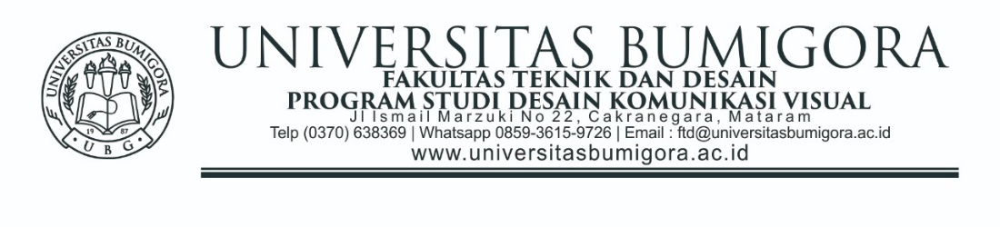 UNIVERSITAS BUMIGORA
19 87
U B G
UNIVERSITAS BUMIGORA
FAKULTAS TEKNIK DAN DESAIN
PROGRAM STUDI DESAIN KOMUNIKASI VISUAL
Jl Ismail Marzuki No 22, Cakranegara, Mataram
Telp (0370) 638369 | Whatsapp 0859-3615-9726 | Email : ftd@universitasbumigora.ac.id
www.universitasbumigora.ac.id